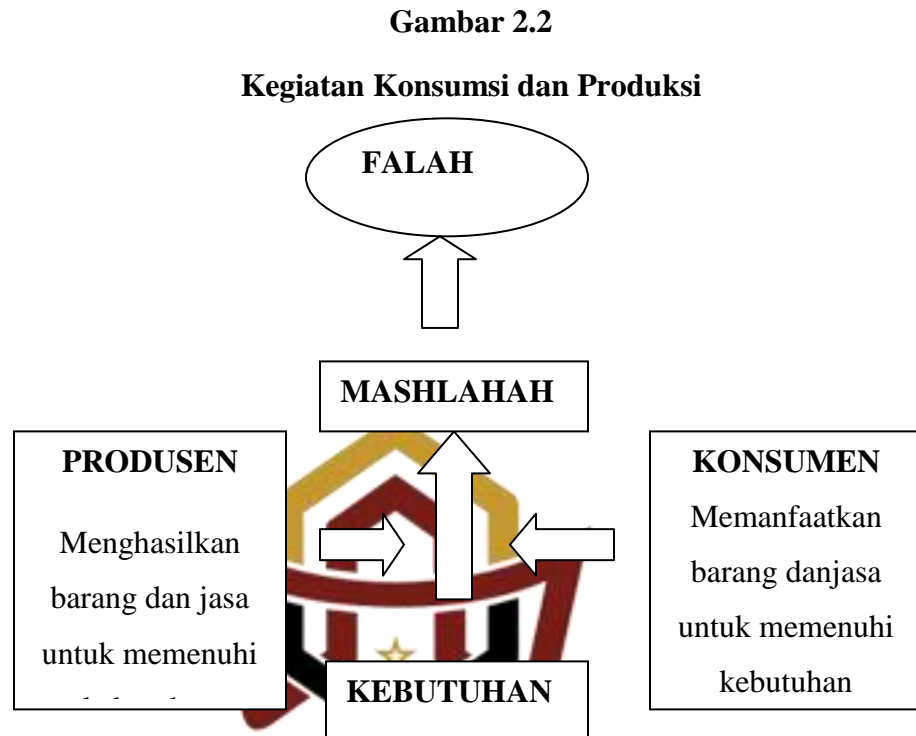 Gambar 2.2
Kegiatan Konsumsi dan Produksi
FALAH
MASHLAHAH
PRODUSEN
Menghasilkan
barang dan jasa
untuk memenuhi
KONSUMEN
Memanfaatkan
barang danjasa
untuk memenuhi
kebutuhan
KEBUTUHAN